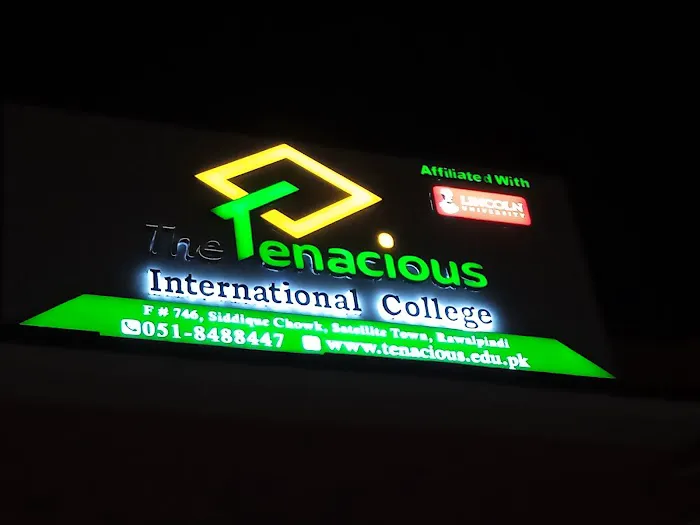 Affiliated With
LINCOLN
UNIVERSITY
The Tenacious
International College
F # 746, Siddique Chowk, Satellite Town, Rawalpindi
051-8488447 www.tenacious.edu.pk